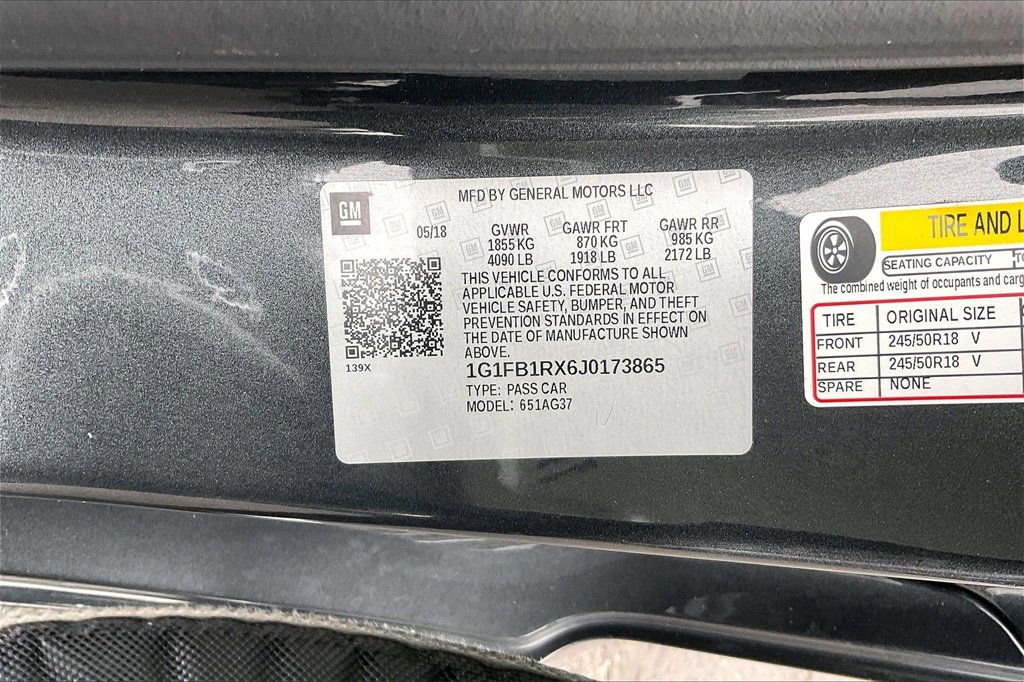 MFD BY GENERAL MOTORS LLC
GM
05/18
GVWR GAWR FRT GAWR RR
1855 KG 870 KG 985 KG
4090 LB 1918 LB 2172 LB
THIS VEHICLE CONFORMS TO ALL
APPLICABLE U.S. FEDERAL MOTOR
VEHICLE SAFETY, BUMPER, AND THEFT
PREVENTION STANDARDS IN EFFECT ON
THE DATE OF MANUFACTURE SHOWN
ABOVE.
139X
1G1FB1RX6J0173865
TYPE: PASS CAR
MODEL: 651AG37
TIRE AND L
SEATING CAPACITY TO
The combined weight of occupants and carg
TIRE ORIGINAL SIZE
FRONT 245/50R18 V
REAR 245/50R18 V
SPARE NONE